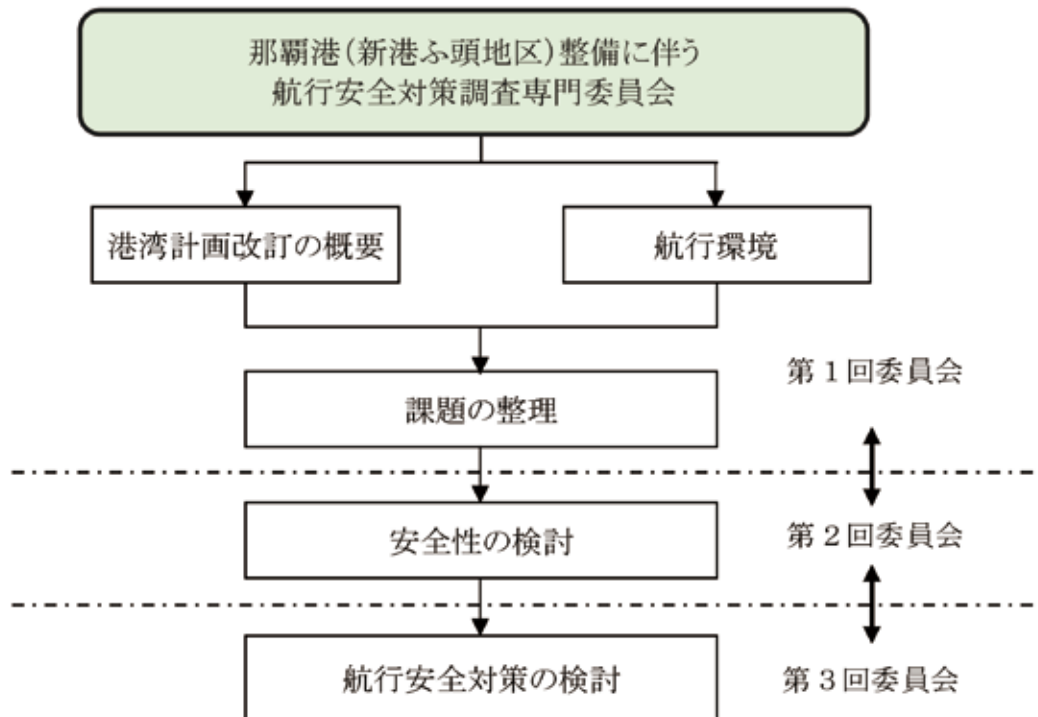 那覇港(新港ふ頭地区)整備に伴う
航行安全対策調査専門委員会
港湾計画改訂の概要
航行環境
第1回委員会
課題の整理
安全性の検討
第2回委員会
航行安全対策の検討
第3回委員会